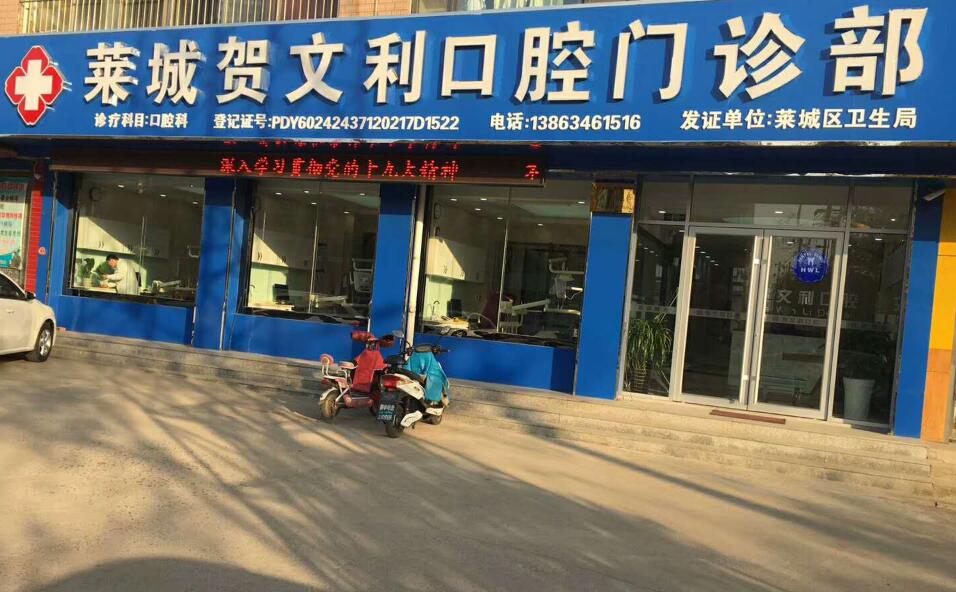 莱城贺文利口腔门诊部
诊疗科目:口腔科 登记证号:PDY60242437120217D1522 电话:13863461516 发证单位:莱城区卫生局
深入学习贯彻党的十九大精神
HWL
文利口腔